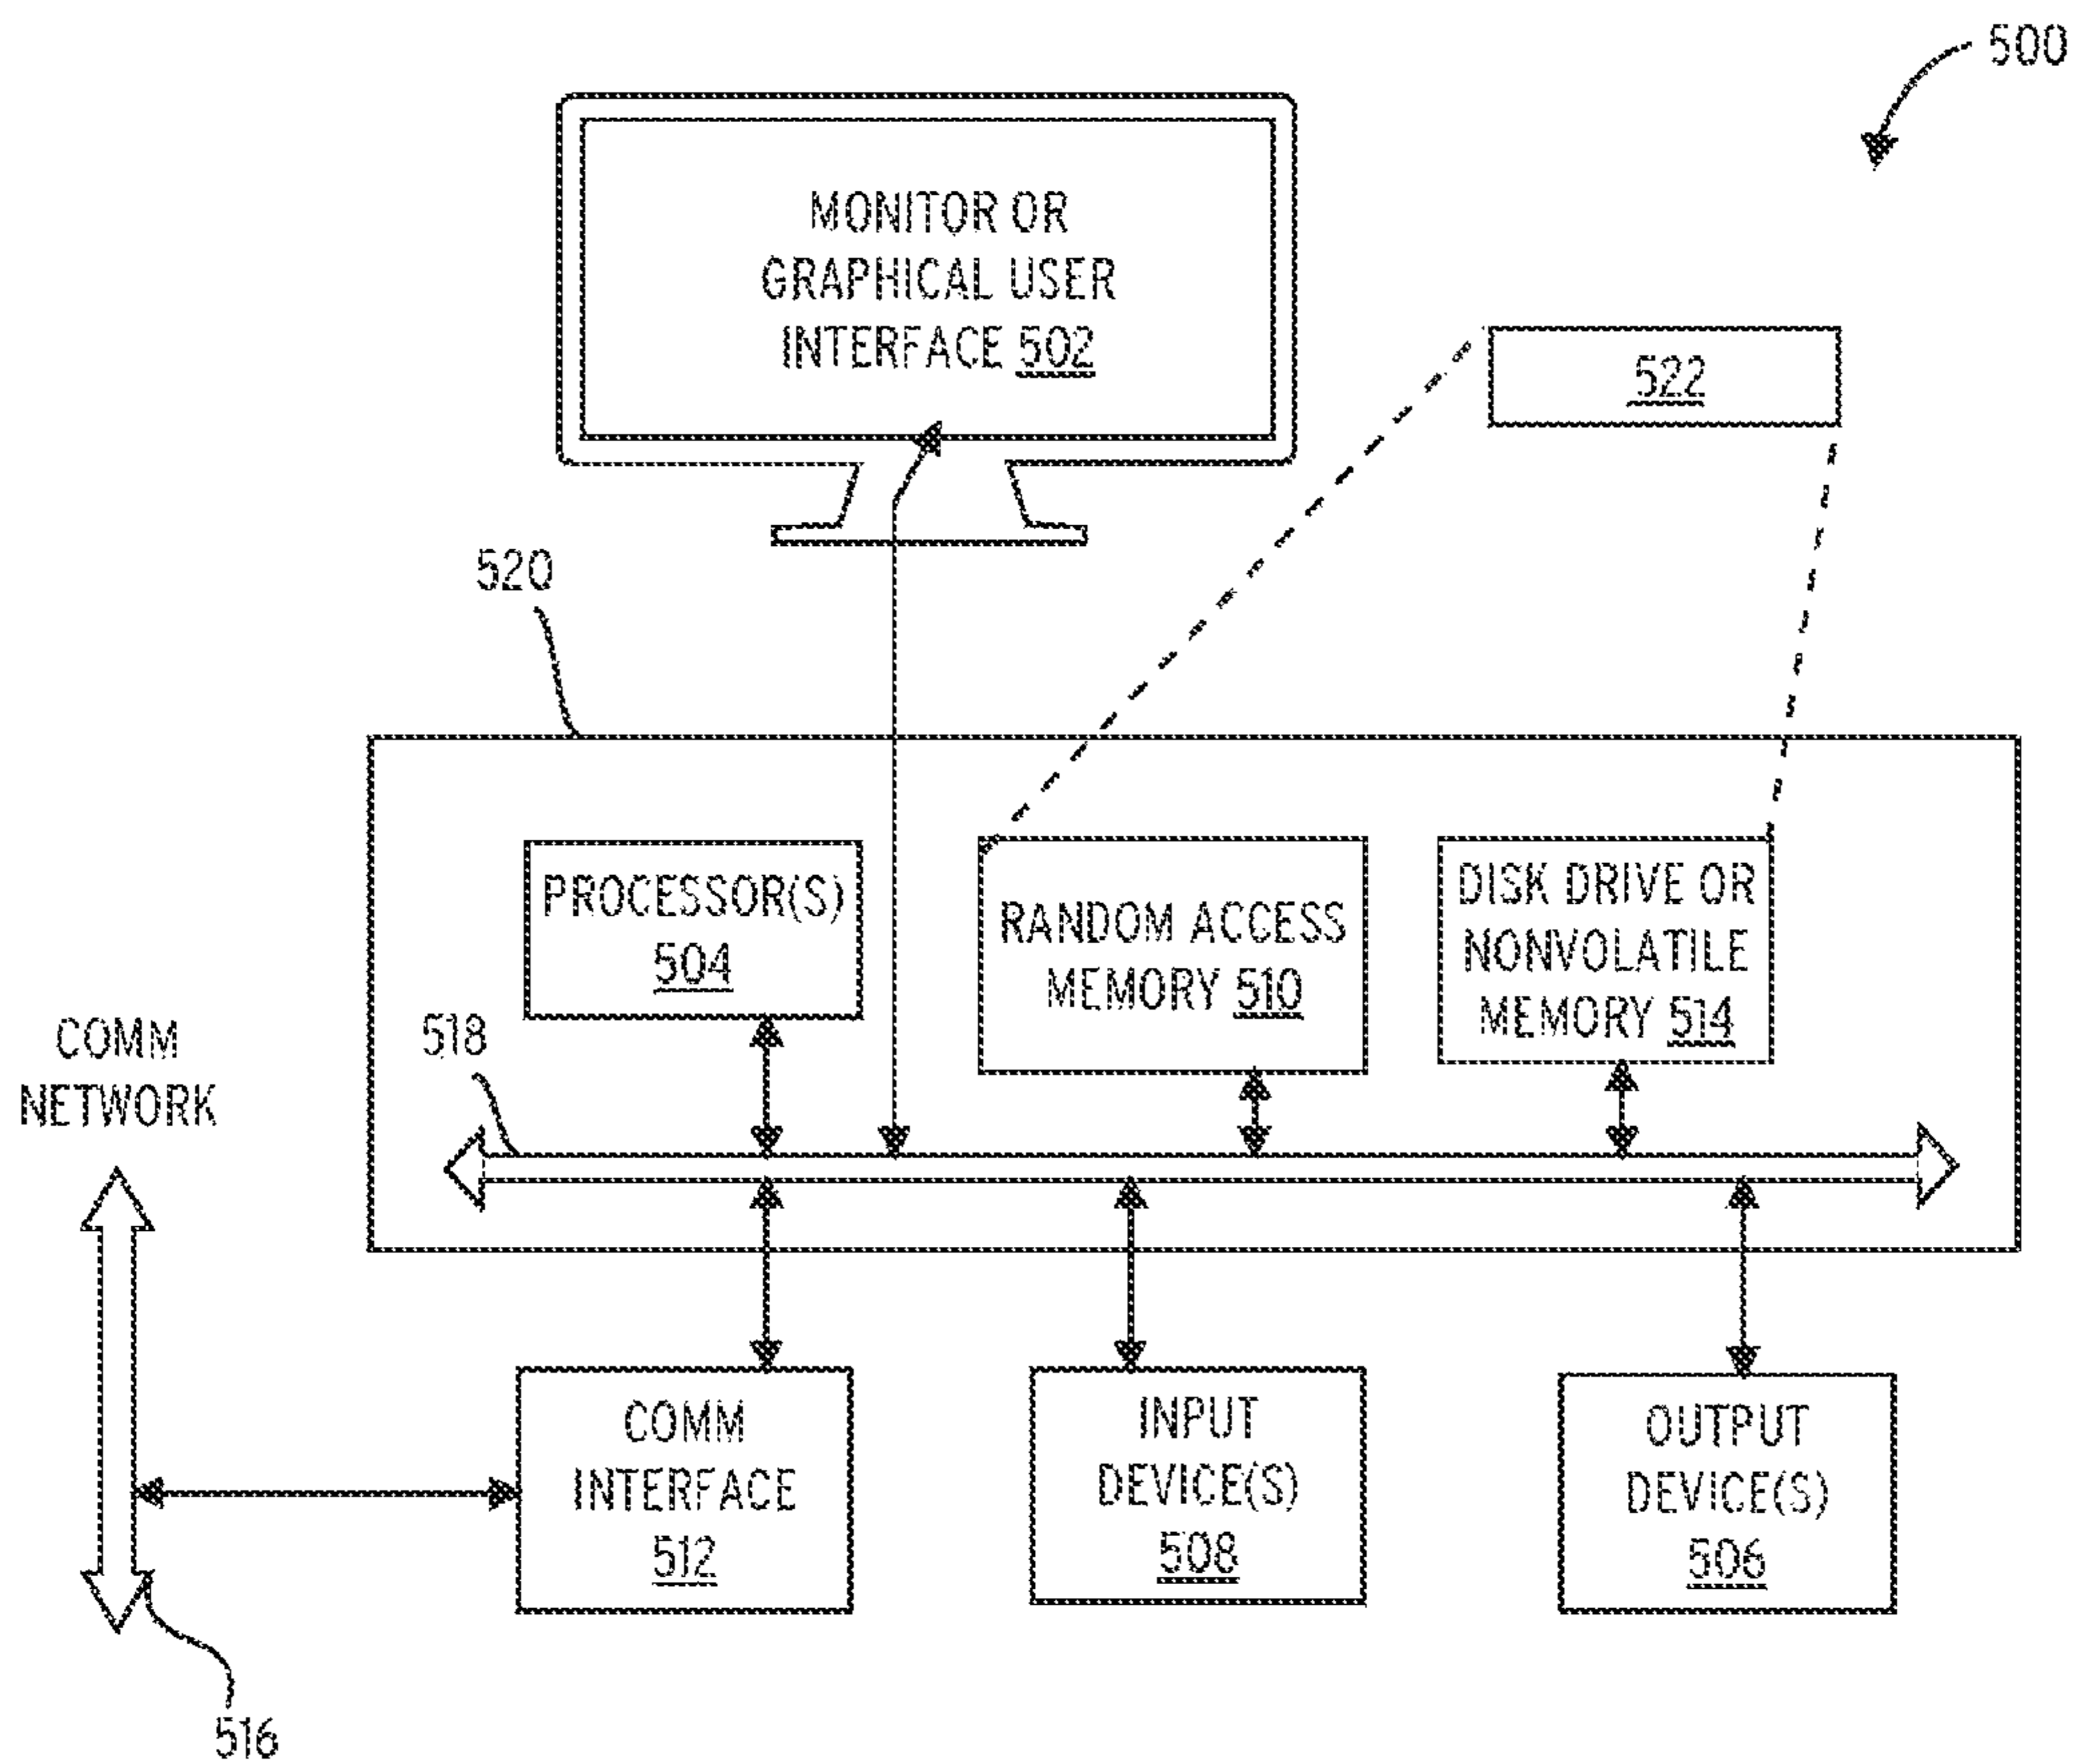 500
MONITOR OR
GRAPHICAL USER
INTERFACE 502
522
520
PROCESSOR(S)
504
RANDOM ACCESS
MEMORY 510
DISK DRIVE OR
NONVOLATILE
MEMORY 514
518
COMM
NETWORK
COMM
INTERFACE
512
INPUT
DEVICE(S)
508
OUTPUT
DEVICE(S)
506
516